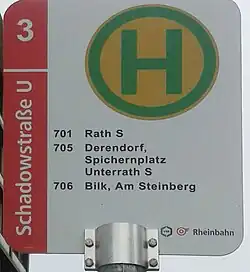 3
Schadowstraße U
H
701 Rath S
705 Derendorf,
Spichernplatz
Unterrath S
706 Bilk, Am Steinberg
Rheinbahn